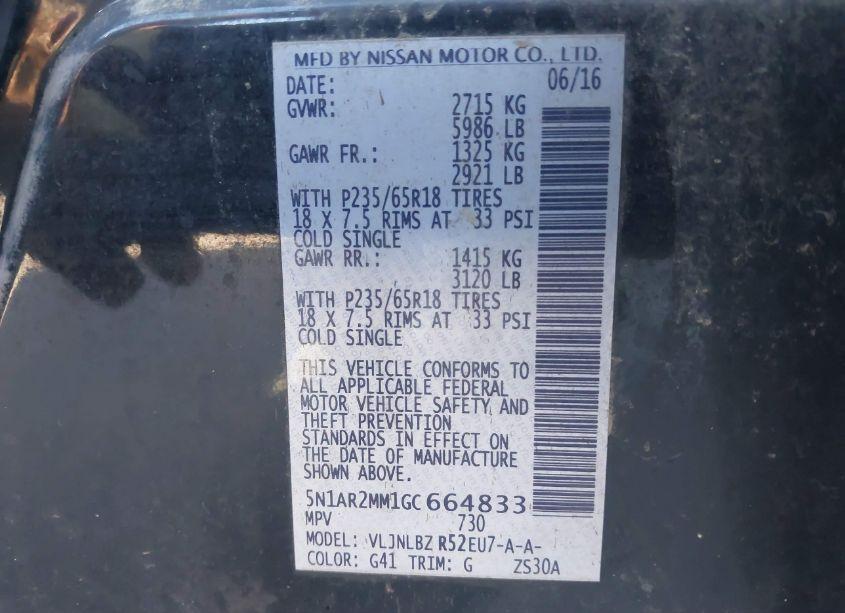 MFD BY NISSAN MOTOR CO., LTD.
DATE: 06/16
GVWR: 2715 KG
5986 LB
GAWR FR.: 1325 KG
2921 LB
WITH P235/65R18 TIRES
18 X 7.5 RIMS AT 33 PSI
COLD SINGLE
GAWR RR.: 1415 KG
3120 LB
WITH P235/65R18 TIRES
18 X 7.5 RIMS AT 33 PSI
COLD SINGLE
THIS VEHICLE CONFORMS TO
ALL APPLICABLE FEDERAL
MOTOR VEHICLE SAFETY AND
THEFT PREVENTION
STANDARDS IN EFFECT ON
THE DATE OF MANUFACTURE
SHOWN ABOVE.
5N1AR2MM1GC664833
MPV 730
MODEL: VLJNLBZ R52EU7-A-A-
COLOR: G41 TRIM: G ZS30A